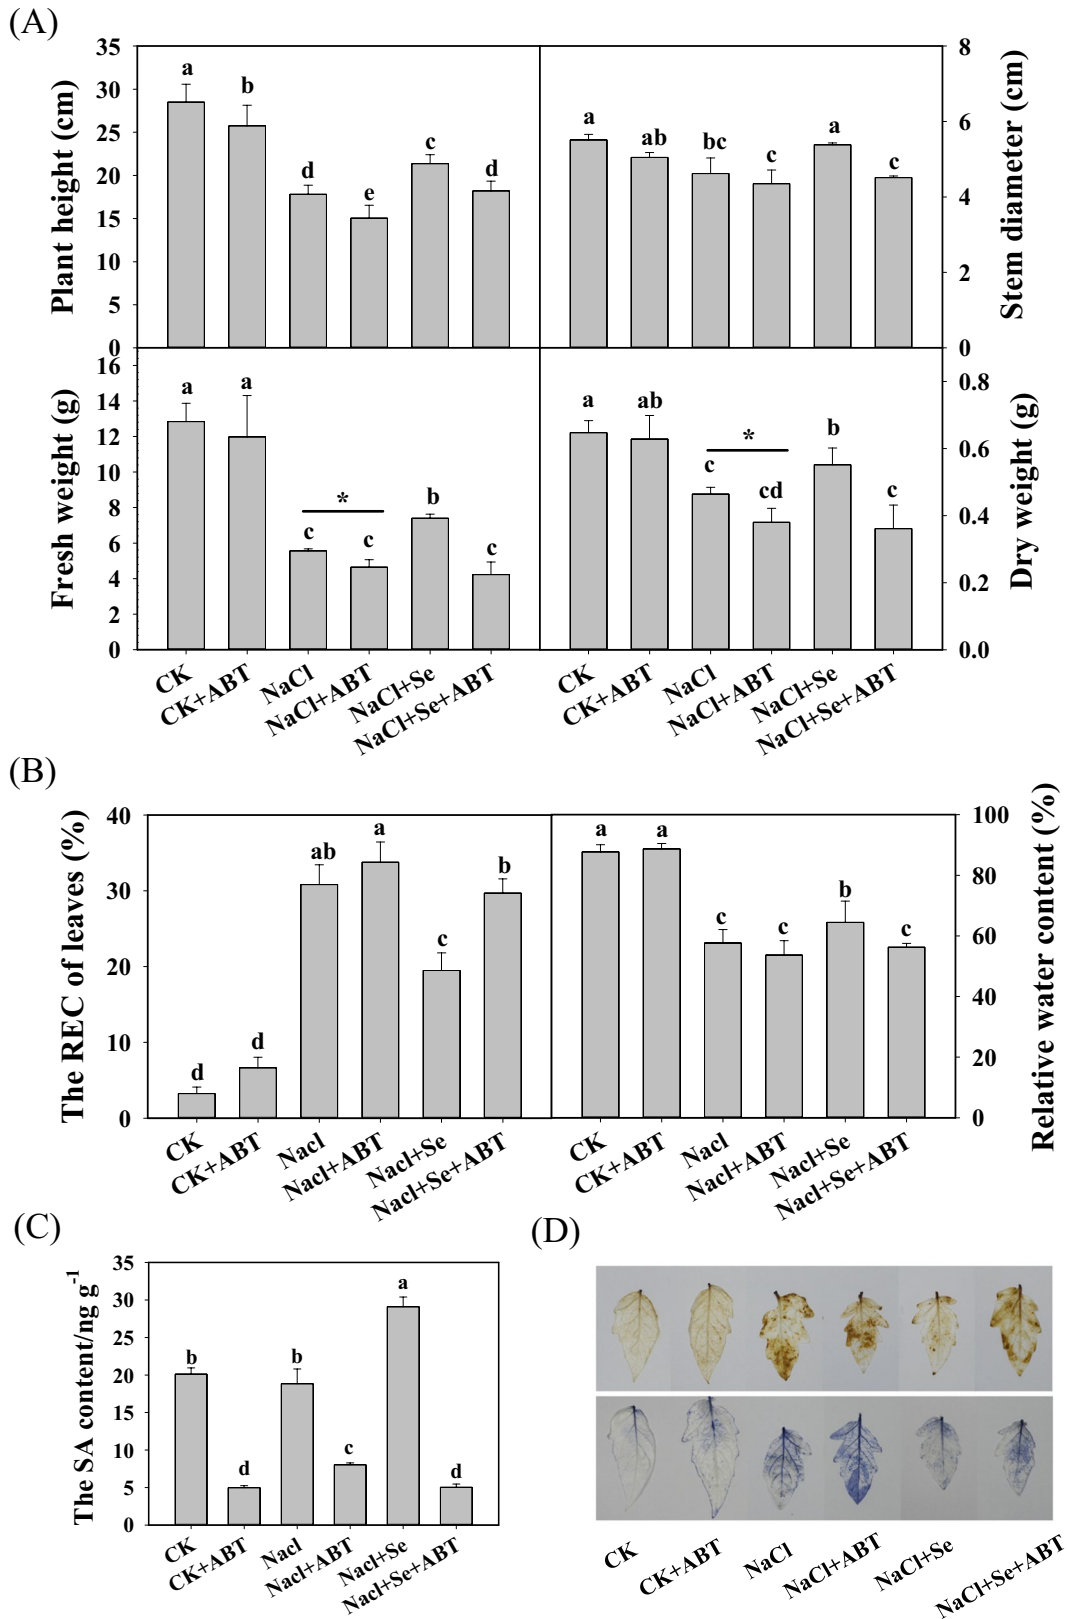 (A)
35
30
25
20
15
10
5
0
Plant height (cm)
a
b
d
e
c
d
a
ab
bc
c
a
c
8
6
4
2
0
Stem diameter (cm)
16
14
12
10
8
6
4
2
0
Fresh weight (g)
a
a
c
c
*
b
c
a
ab
c
*
cd
b
c
0.8
0.6
0.4
0.2
0.0
Dry weight (g)
CK
CK+ABT
NaCl
NaCl+ABT
NaCl+Se
NaCl+Se+ABT
CK
CK+ABT
NaCl
NaCl+ABT
NaCl+Se
NaCl+Se+ABT
(B)
40
30
20
10
0
The REC of leaves (%)
d
d
ab
a
c
b
a
a
c
c
b
c
100
80
60
40
20
0
Relative water content (%)
CK
CK+ABT
Nacl
Nacl+ABT
Nacl+Se
Nacl+Se+ABT
CK
CK+ABT
Nacl
Nacl+ABT
Nacl+Se
Nacl+Se+ABT
(C)
35
30
25
20
15
10
5
0
The SA content/ng g-1
b
d
b
c
a
d
CK
CK+ABT
Nacl
Nacl+ABT
Nacl+Se
Nacl+Se+ABT
(D)
CK
CK+ABT
NaCl
NaCl+ABT
NaCl+Se
NaCl+Se+ABT